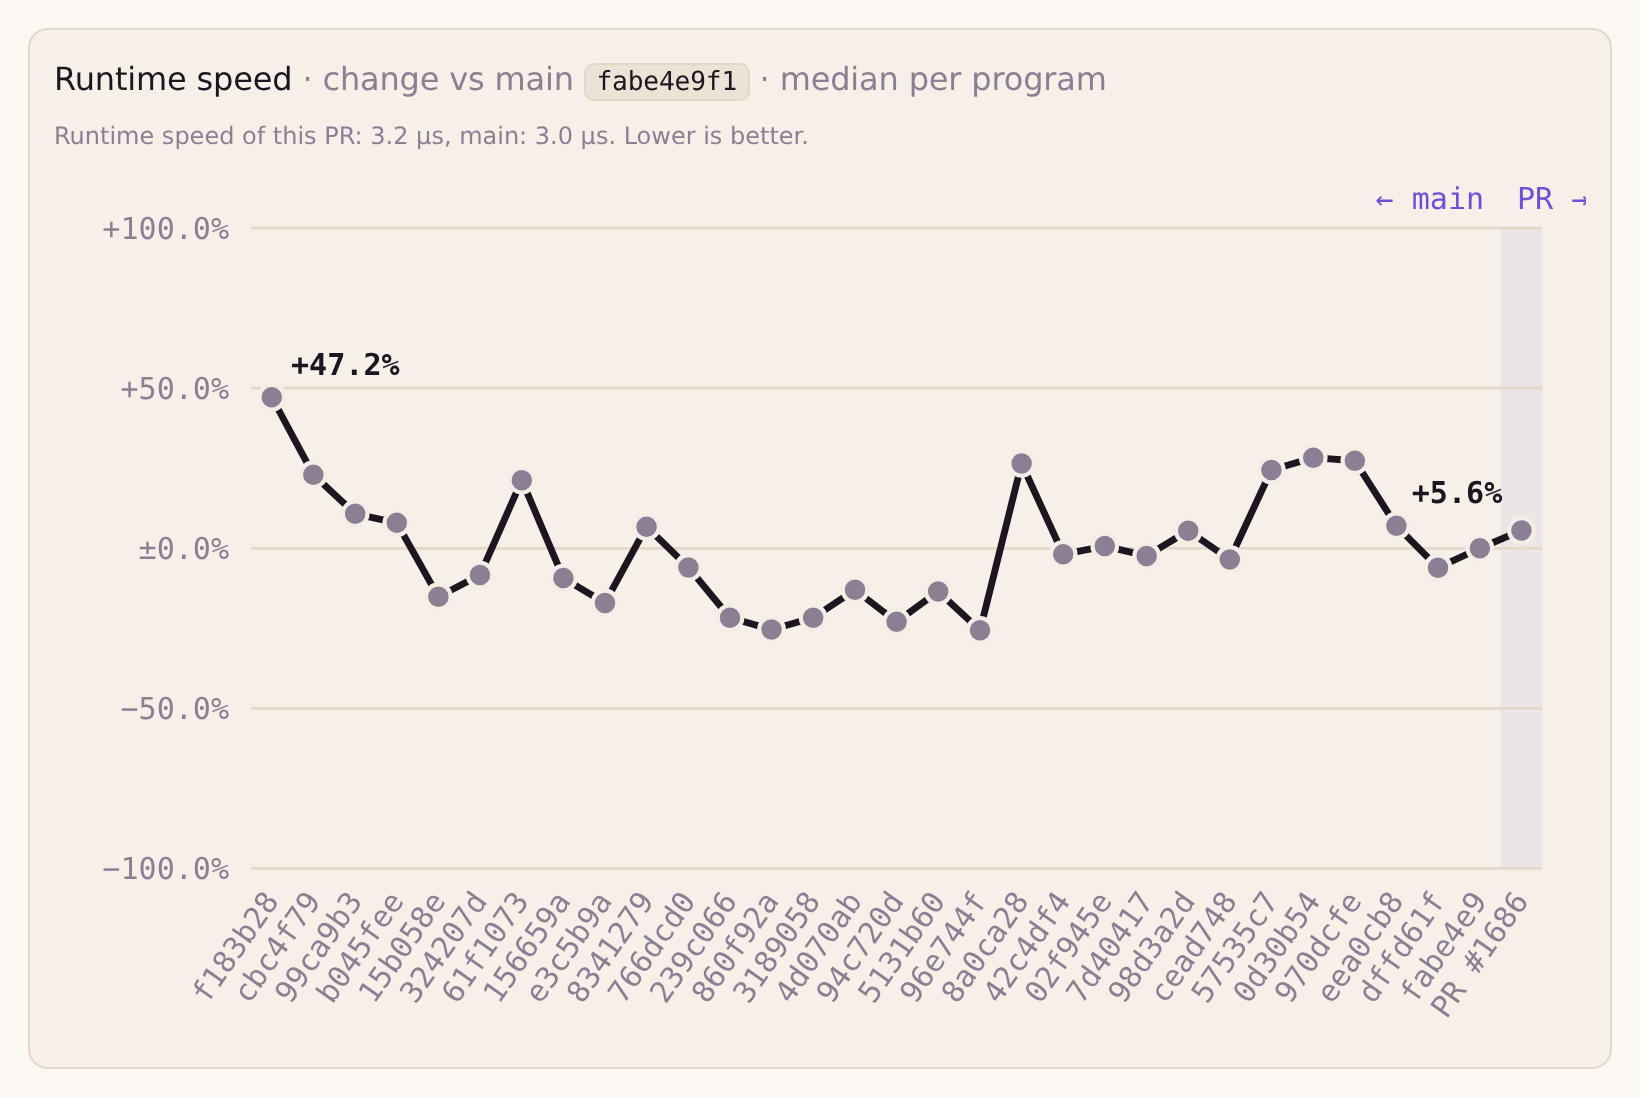 Runtime speed · change vs main fabe4e9f1 · median per program
Runtime speed of this PR: 3.2 µs, main: 3.0 µs. Lower is better.
← main PR →
+100.0%
+47.2%
+50.0%
+5.6%
±0.0%
−50.0%
−100.0%
f183b28
cbc4f79
99ca9b3
b045fee
15b058e
324207d
61f1073
156659a
e3c5b9a
8341279
766dcd0
239c066
860f92a
3189058
4d070ab
94c720d
5131b60
96e744f
8a0ca28
42c4df4
02f945e
7d40417
98d3a2d
cead748
57535c7
0d30b54
970dcfe
eea0cb8
dffd61f
fabe4e9
PR #1686